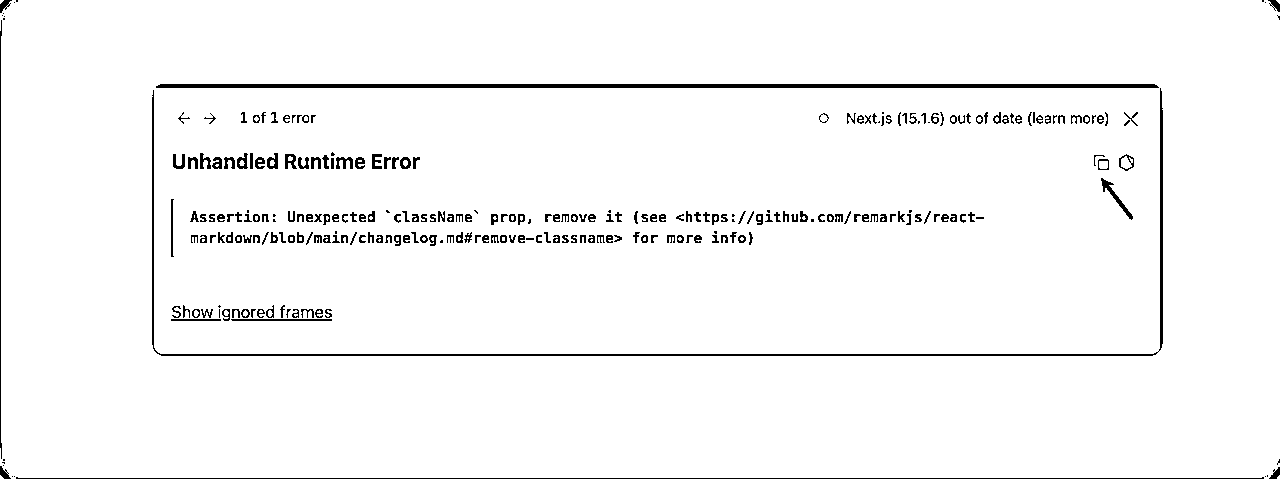 1 of 1 error
Next.js (15.1.6) out of date (learn more)
Unhandled Runtime Error
Assertion: Unexpected `className` prop, remove it (see <https://github.com/remarkjs/react-
markdown/blob/main/changelog.md#remove-classname> for more info)
Show ignored frames